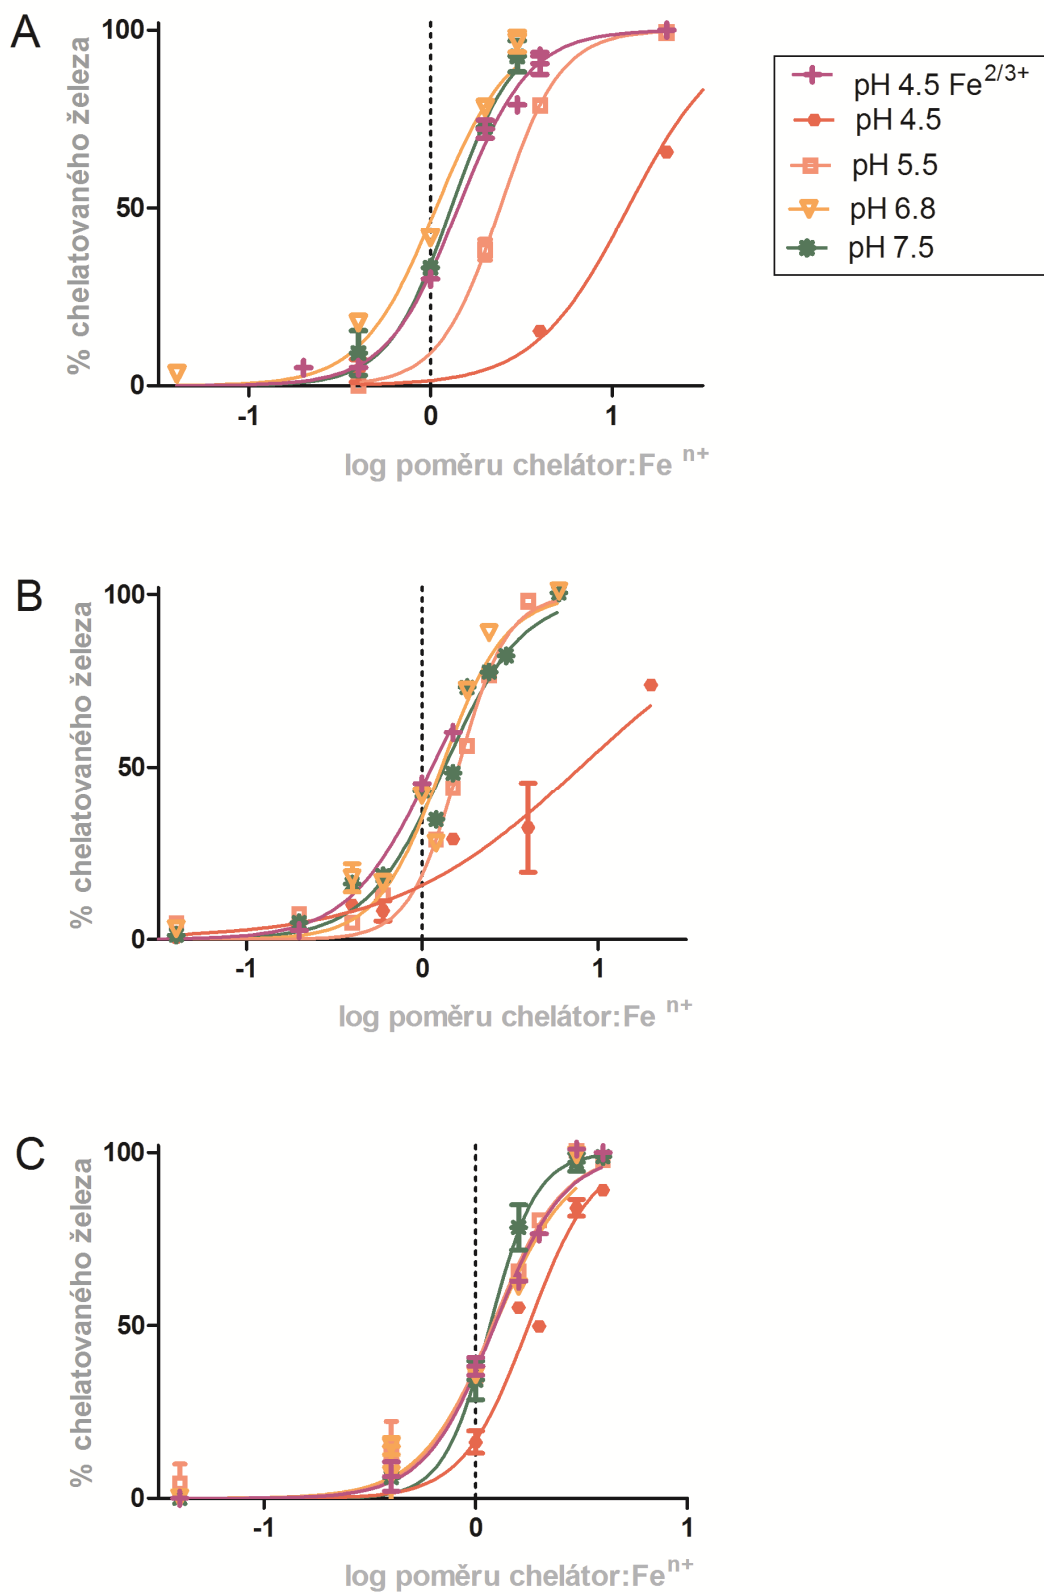 A
% chelatovaného železa
100
50
0
-1
0
1
log poměru chelátor:Fe n+
pH 4.5 Fe2/3+
pH 4.5
pH 5.5
pH 6.8
pH 7.5
B
% chelatovaného železa
100
50
0
-1
0
1
log poměru chelátor:Fe n+
C
% chelatovaného železa
100
50
0
-1
0
1
log poměru chelátor:Fen+